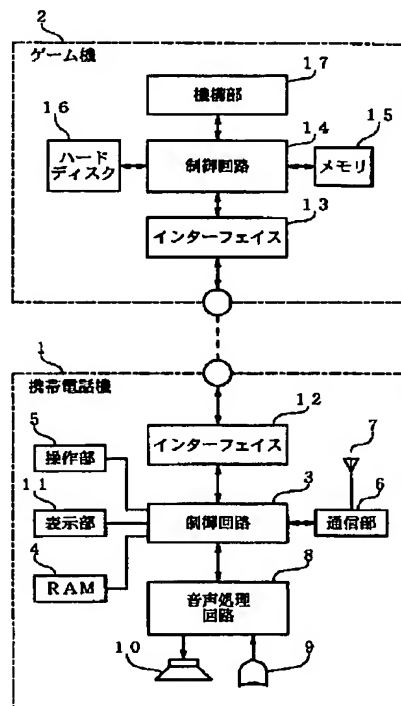 ２
ゲーム機
１７
機構部
１６
１４
１５
ハード
ディスク
制御回路
メモリ
１３
インターフェイス
１
携帯電話機
１２
インターフェイス
５
操作部
７
３
１１
表示部
制御回路
６
通信部
４
ＲＡＭ
８
音声処理
回路
１０
９